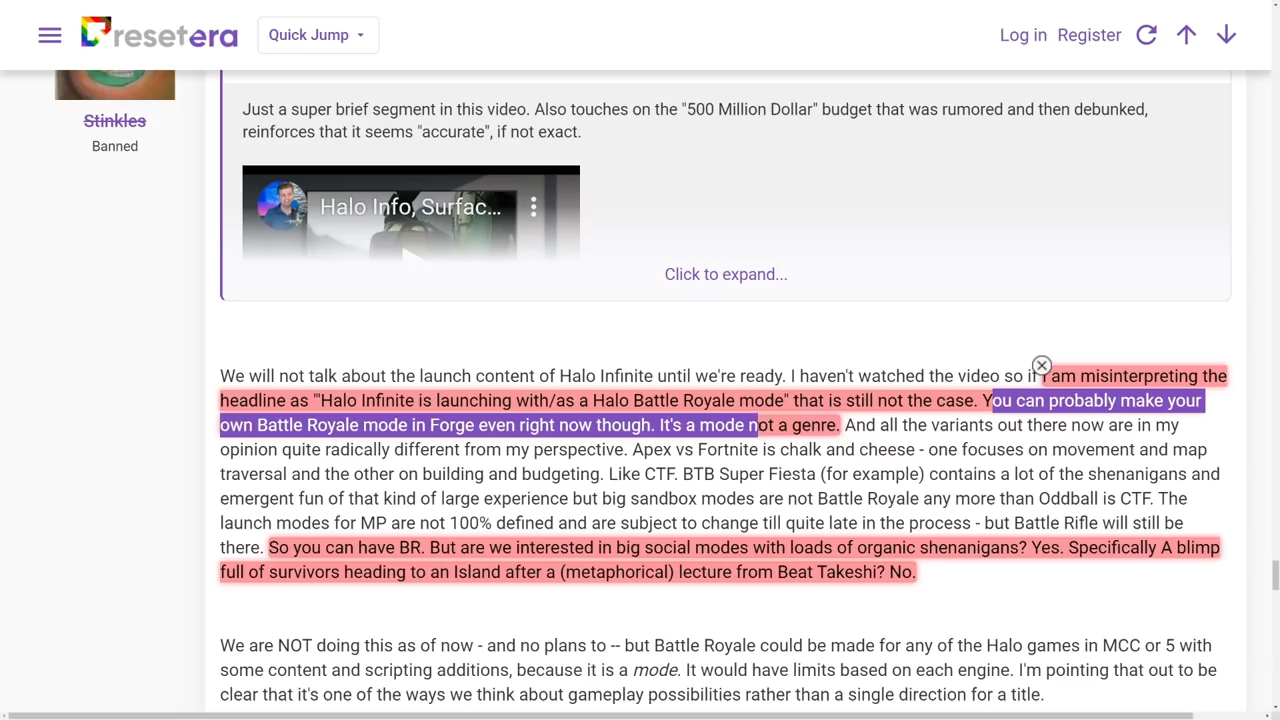 resetera
Quick Jump
Log in
Register
Just a super brief segment in this video. Also touches on the "500 Million Dollar" budget that was rumored and then debunked,
reinforces that it seems "accurate", if not exact.
Stinkles
Banned
Halo Info, Surfac...
Click to expand...
We will not talk about the launch content of Halo Infinite until we're ready. I haven't watched the video so if I am misinterpreting the
headline as "'Halo Infinite is launching with/as a Halo Battle Royale mode" that is still not the case. You can probably make your
own Battle Royale mode in Forge even right now though. It's a mode not a genre. And all the variants out there now are in my
opinion quite radically different from my perspective. Apex vs Fortnite is chalk and cheese - one focuses on movement and map
traversal and the other on building and budgeting. Like CTF. BTB Super Fiesta (for example) contains a lot of the shenanigans and
emergent fun of that kind of large experience but big sandbox modes are not Battle Royale any more than Oddball is CTF. The
launch modes for MP are not 100% defined and are subject to change till quite late in the process - but Battle Rifle will still be
there. So you can have BR. But are we interested in big social modes with loads of organic shenanigans? Yes. Specifically A blimp
full of survivors heading to an Island after a (metaphorical) lecture from Beat Takeshi? No.
We are NOT doing this as of now - and no plans to -- but Battle Royale could be made for any of the Halo games in MCC or 5 with
some content and scripting additions, because it is a mode. It would have limits based on each engine. I'm pointing that out to be
clear that it's one of the ways we think about gameplay possibilities rather than a single direction for a title.